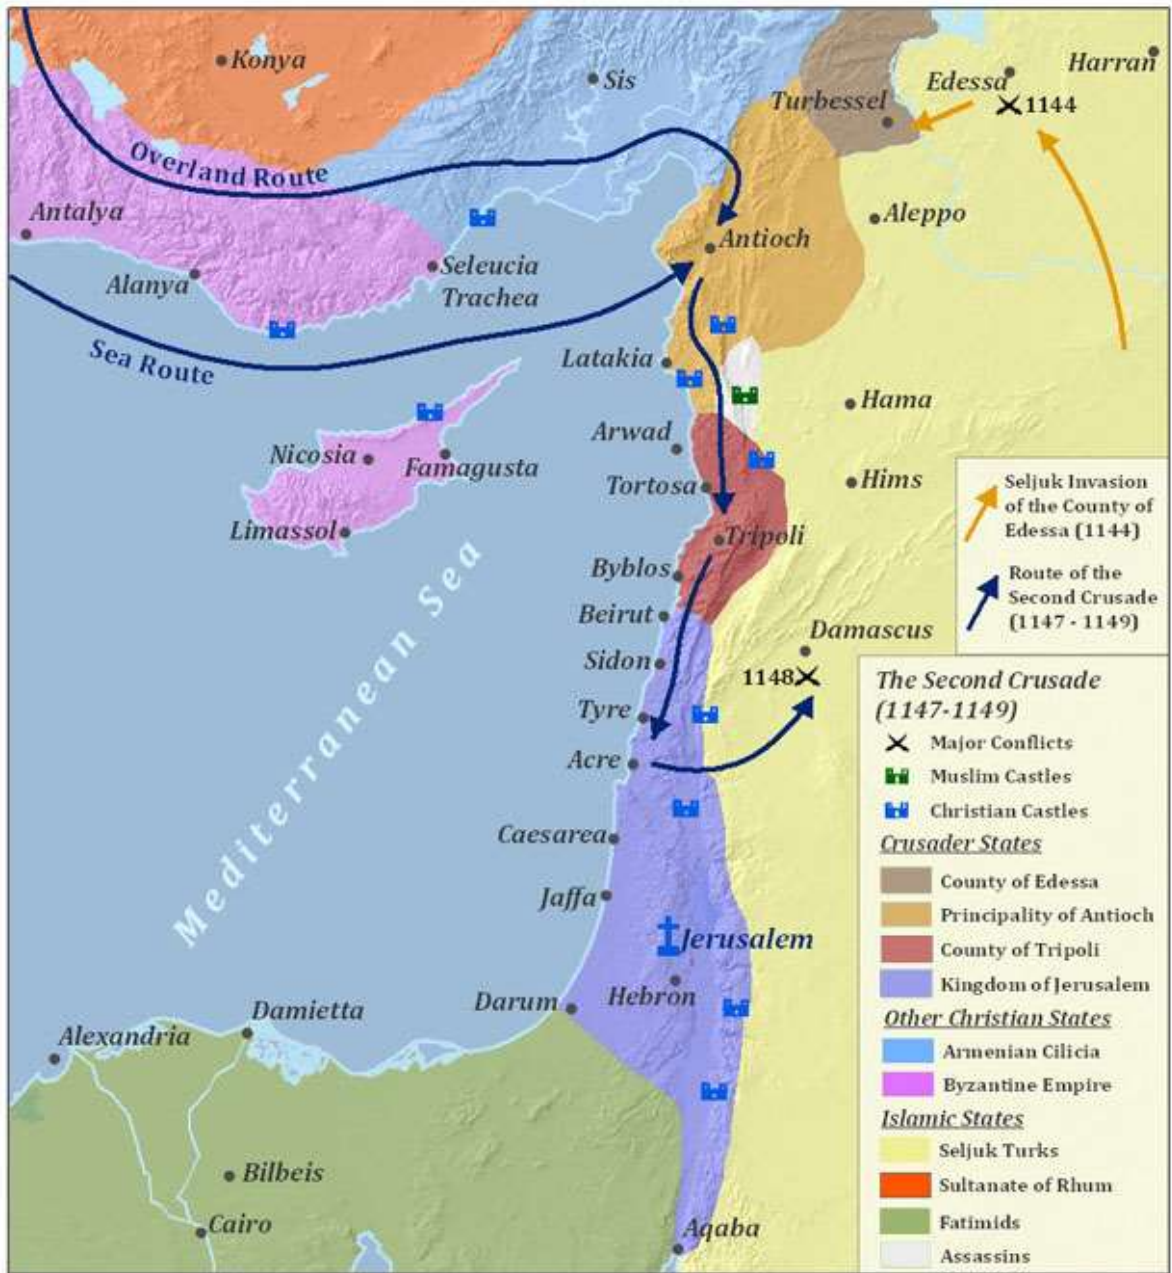 Konya
Sis
Edessa
Harran
Turbessel
1144
Overland Route
Antalya
Aleppo
Antioch
Alanya
Seleucia
Trachea
Sea Route
Latakia
Hama
Arwad
Nicosia
Famagusta
Hims
Tortosa
Limassol
Tripoli
Byblos
Beirut
Damascus
Sidon
1148
Tyre
Acre
Mediterranean Sea
Caesarea
Jaffa
Jerusalem
Hebron
Darum
Damietta
Alexandria
Bilbeis
Cairo
Aqaba
Seljuk Invasion
of the County of
Edessa (1144)
Route of the
Second Crusade
(1147 - 1149)
The Second Crusade
(1147-1149)
Major Conflicts
Muslim Castles
Christian Castles
Crusader States
County of Edessa
Principality of Antioch
County of Tripoli
Kingdom of Jerusalem
Other Christian States
Armenian Cilicia
Byzantine Empire
Islamic States
Seljuk Turks
Sultanate of Rhum
Fatimids
Assassins